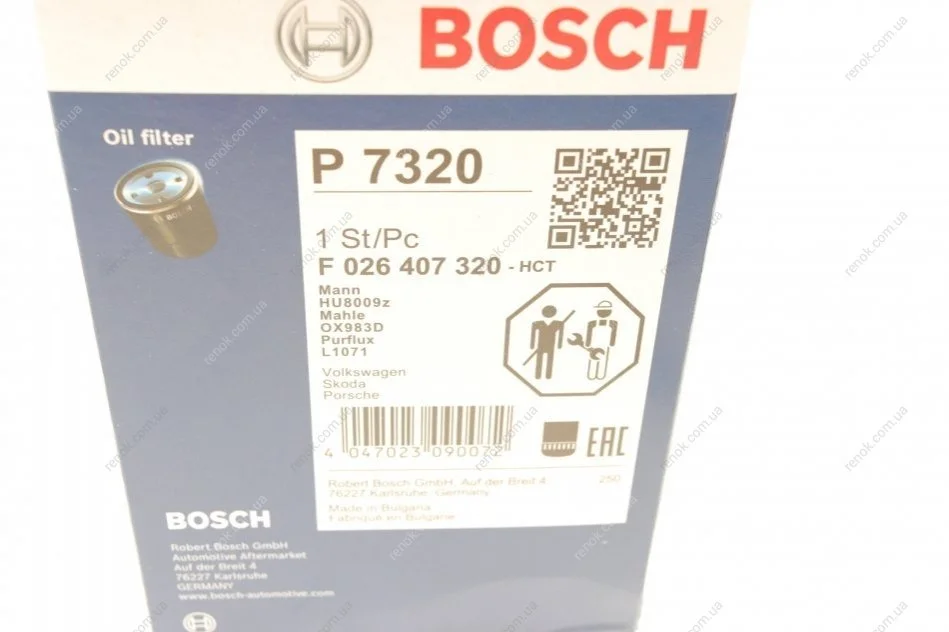 BOSCH
Oil filter
P 7320
1 St/Pc
F 026 407 320 - HCT
Mann
HU8009z
Mahle
OX983D
Purflux
L1071
Volkswagen
Skoda
Porsche
4 047023 090072
EAC
Robert Bosch GmbH, Auf der Breit 4
76227 Karlsruhe, Germany
250
Made in Bulgaria
Fabriqué en Bulgarie
BOSCH
Robert Bosch GmbH
Automotive Aftermarket
Auf der Breit 4
76227 Karlsruhe
GERMANY
www.bosch-automotive.com
renok.com.ua